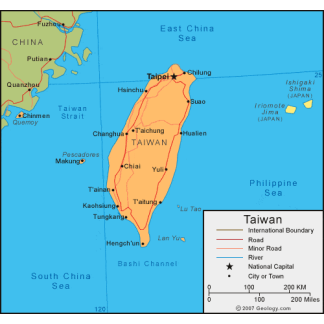 East China
Sea
Fuzhou
CHINA
Putian
Quanzhou
Chinmen
Quemoy
Taiwan
Strait
Taipei
Chilung
25
Hsinchu
Suao
Ishigaki
Shima
(JAPAN)
Iriomote
Jima
(JAPAN)
Changhua
T'aichung
Hualien
TAIWAN
Pescadores
Makung
Chiai
Yuli
Philippine
Sea
T'ainan
Kaohsiung
T'aitung
Tungkang
Lu Tao
Lan Yu
Hengch'un
Bashi Channel
South China
Sea
120
Taiwan
International Boundary
Road
Minor Road
River
National Capital
City or Town
0 100 200 KM
0 100 200 Miles
© 2007 Geology.com